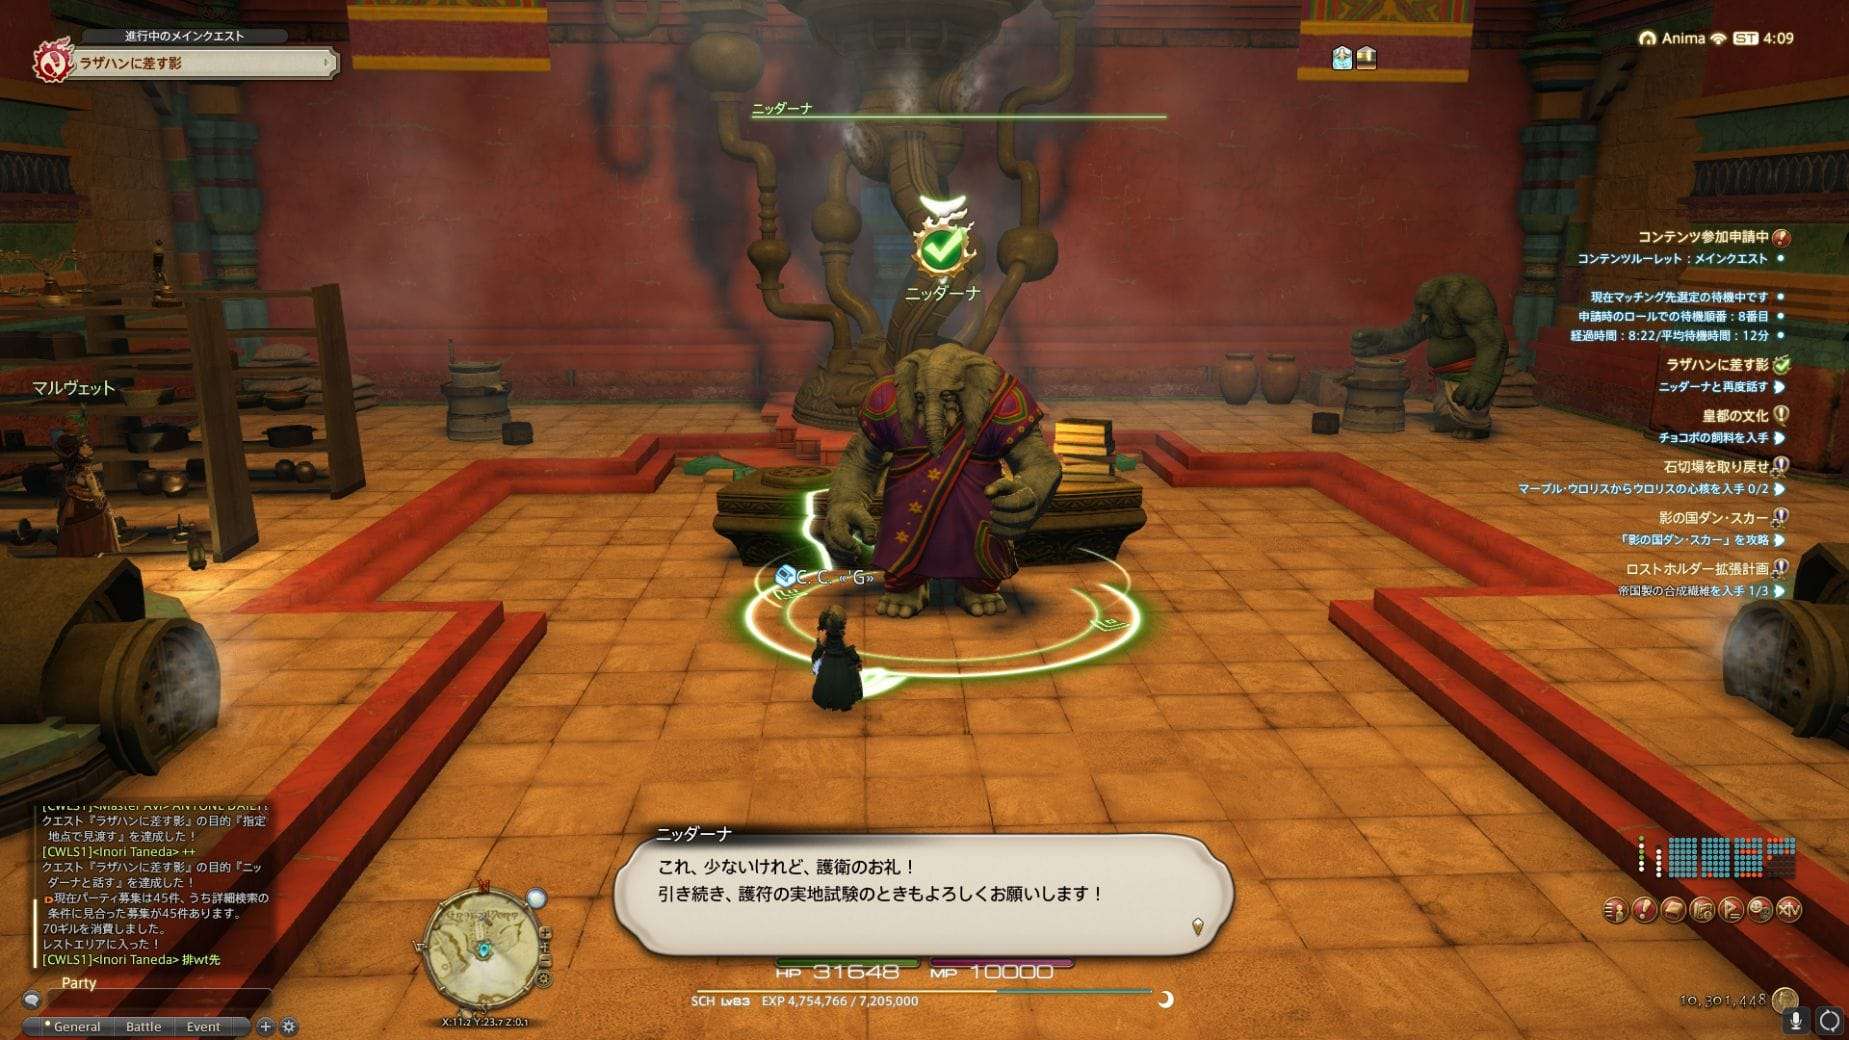 進行中のメインクエスト
ラザハンに差す影
Anima ST 4:09
ニッダーナ
ニッダーナ
マルヴェット
C. C. «'G»
コンテンツ参加申請中
コンテンツルーレット：メインクエスト
現在マッチング先選定の待機中です
申請時のロールでの待機順番：8番目
経過時間：8:22/平均待機時間：12分
ラザハンに差す影
ニッダーナと再度話す
皇都の文化
チョコボの飼料を入手
石切場を取り戻せ
マーブル・ウロリスからウロリスの心核を入手 0/2
影の国ダン・スカー
「影の国ダン・スカー」を攻略
ロストホルダー拡張計画
帝国製の合成繊維を入手 1/3
[CWLS1]<Master Avi> ANYONE DAILY?
クエスト『ラザハンに差す影』の目的『指定
地点で見渡す』を達成した！
[CWLS1]<Inori Taneda> ++
クエスト『ラザハンに差す影』の目的『ニッ
ダーナと話す』を達成した！
現在パーティ募集は45件、うち詳細検索の
条件に見合った募集が45件あります。
70ギルを消費しました。
レストエリアに入った！
[CWLS1]<Inori Taneda> 排wt先
Party
General Battle Event
X:11.2 Y:23.7 Z:0.1
ニッダーナ
これ、少ないけれど、護衛のお礼！
引き続き、護符の実地試験のときもよろしくお願いします！
HP 31648 MP 10000
SCH Lv83 EXP 4,754,766 / 7,205,000
10,301,448